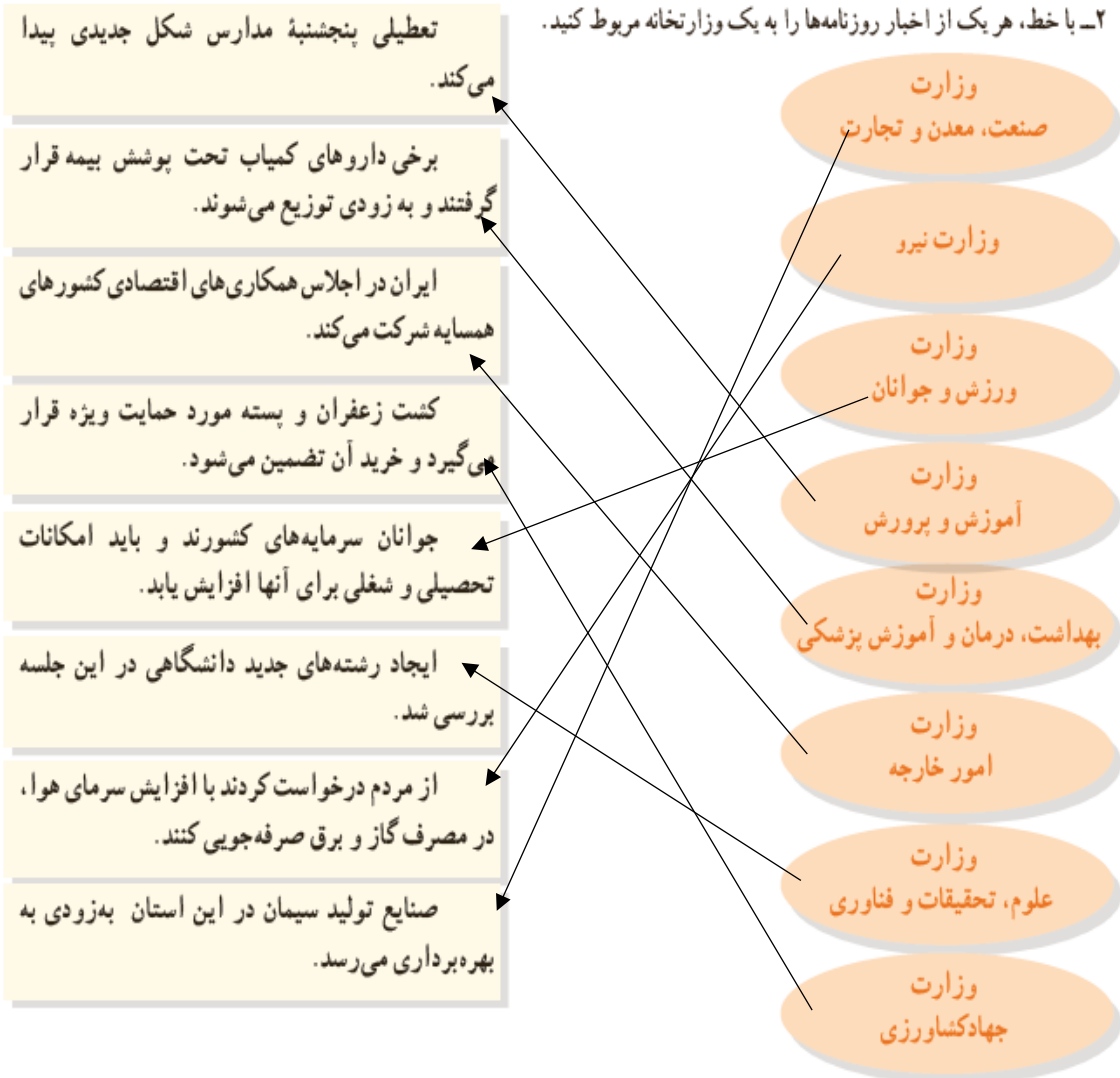 ۲ــ با خط، هر یک از اخبار روزنامه‌ها را به یک وزارتخانه مربوط کنید.
وزارت
صنعت، معدن و تجارت
وزارت نیرو
وزارت
ورزش و جوانان
وزارت
آموزش و پرورش
وزارت
بهداشت، درمان و آموزش پزشکی
وزارت
امور خارجه
وزارت
علوم، تحقیقات و فناوری
وزارت
جهادکشاورزی
تعطیلی پنجشنبهٔ مدارس شکل جدیدی پیدا
می‌کند.
برخی داروهای کمیاب تحت پوشش بیمه قرار
گرفتند و به زودی توزیع می‌شوند.
ایران در اجلاس همکاری‌های اقتصادی کشورهای
همسایه شرکت می‌کند.
کشت زعفران و پسته مورد حمایت ویژه قرار
می‌گیرد و خرید آن تضمین می‌شود.
جوانان سرمایه‌های کشورند و باید امکانات
تحصیلی و شغلی برای آنها افزایش یابد.
ایجاد رشته‌های جدید دانشگاهی در این جلسه
بررسی شد.
از مردم درخواست کردند با افزایش سرمای هوا،
در مصرف گاز و برق صرفه‌جویی کنند.
صنایع تولید سیمان در این استان به‌زودی به
بهره‌برداری می‌رسد.